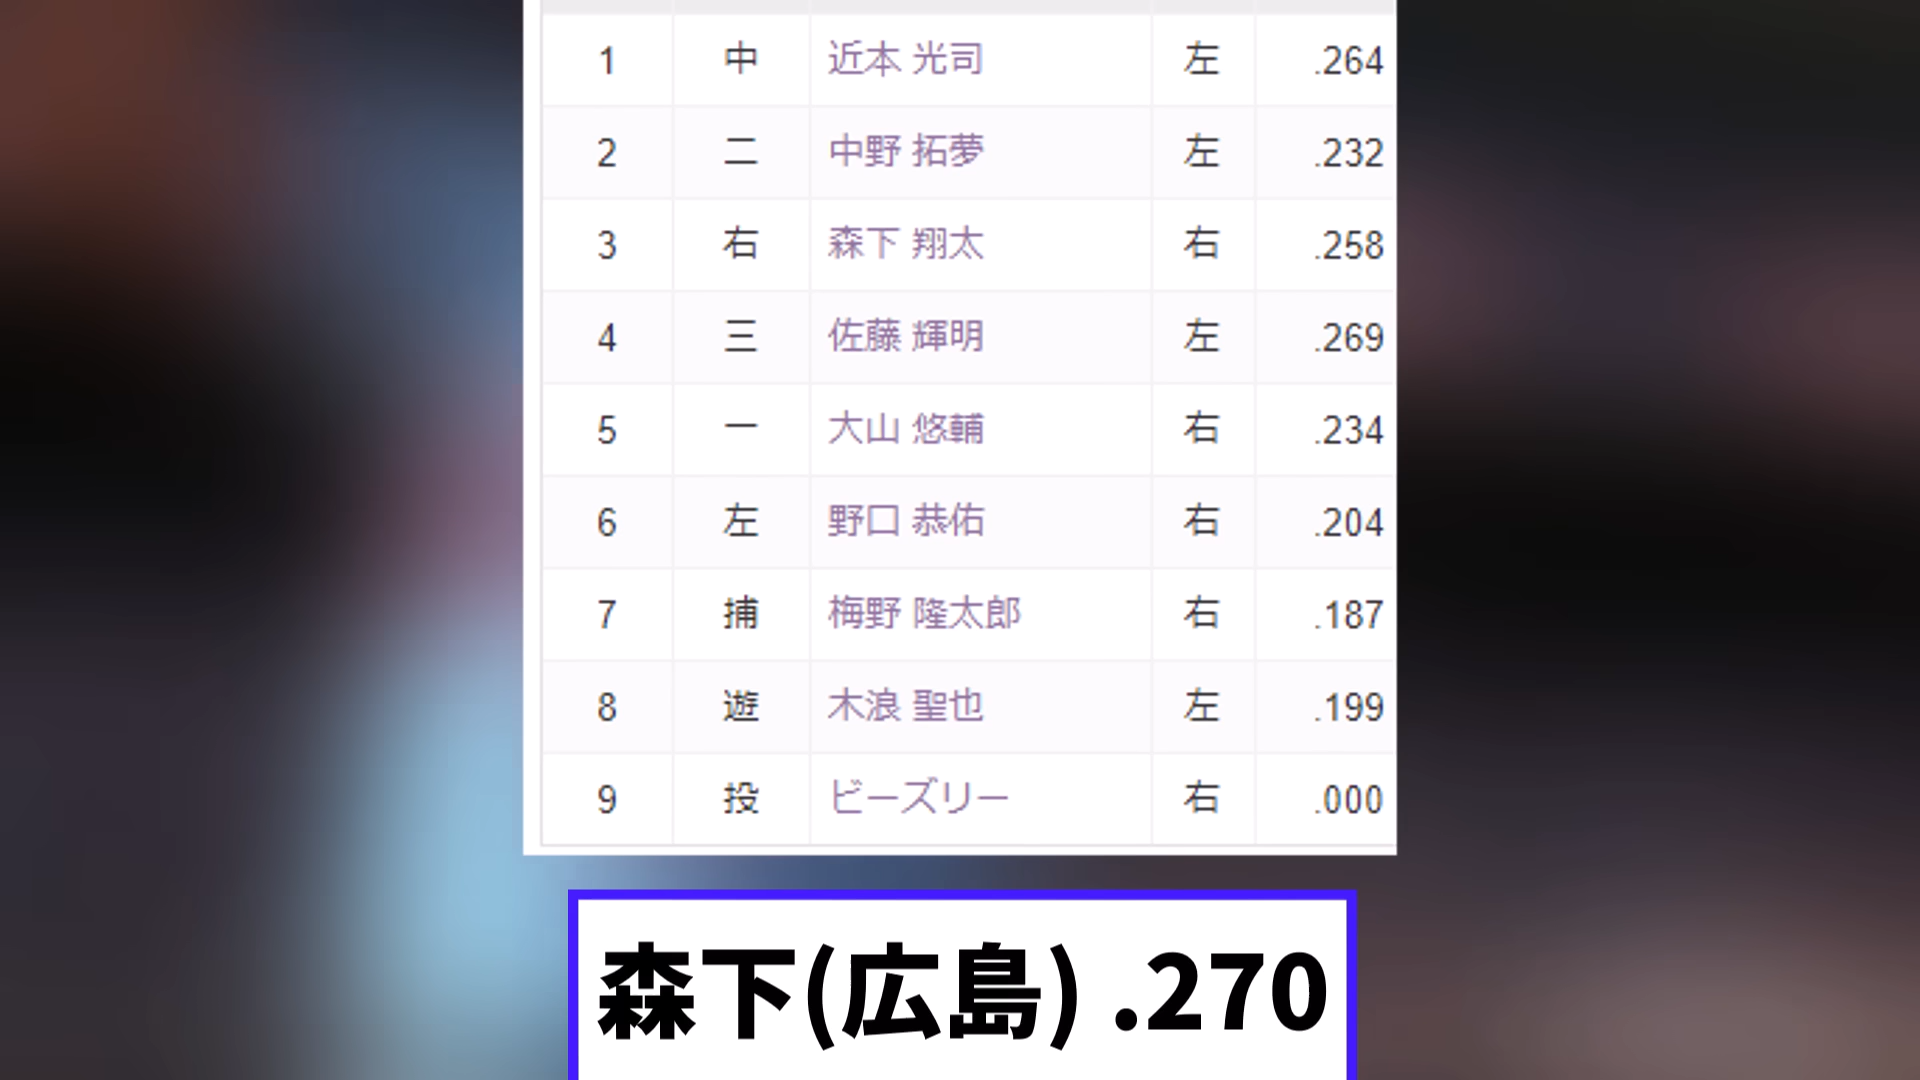 1 中 近本 光司 左 .264
2 二 中野 拓夢 左 .232
3 右 森下 翔太 右 .258
4 三 佐藤 輝明 左 .269
5 一 大山 悠輔 右 .234
6 左 野口 恭佑 右 .204
7 捕 梅野 隆太郎 右 .187
8 遊 木浪 聖也 左 .199
9 投 ビーズリー 右 .000
森下(広島) .270